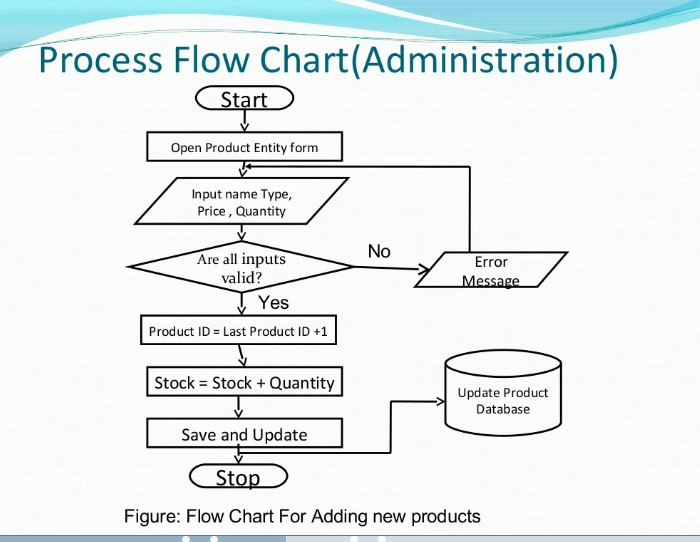 Process Flow Chart(Administration)
Start
Open Product Entity form
Input name Type,
Price , Quantity
Are all inputs
valid?
No
Error
Message
Yes
Product ID = Last Product ID +1
Stock = Stock + Quantity
Update Product
Database
Save and Update
Stop
Figure: Flow Chart For Adding new products